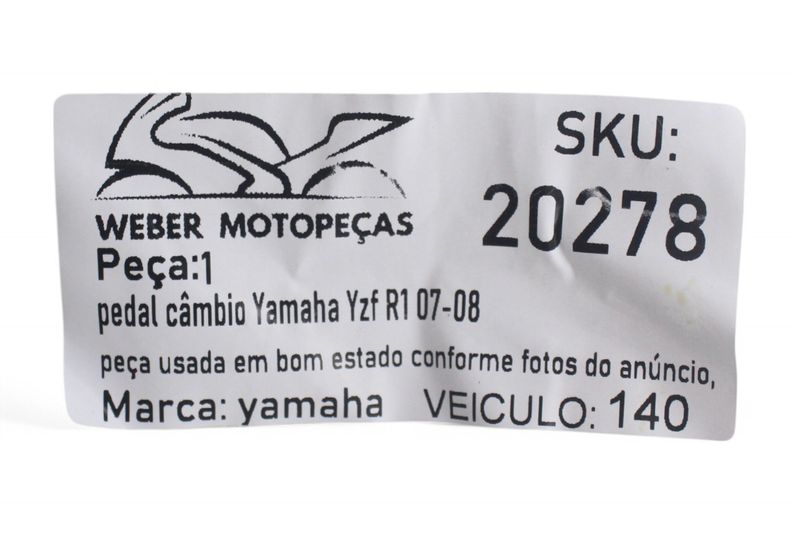 WEBER MOTOPEÇAS
SKU:
20278
Peça:1
pedal câmbio Yamaha Yzf R1 07-08
peça usada em bom estado conforme fotos do anúncio,
Marca: yamaha VEICULO: 140